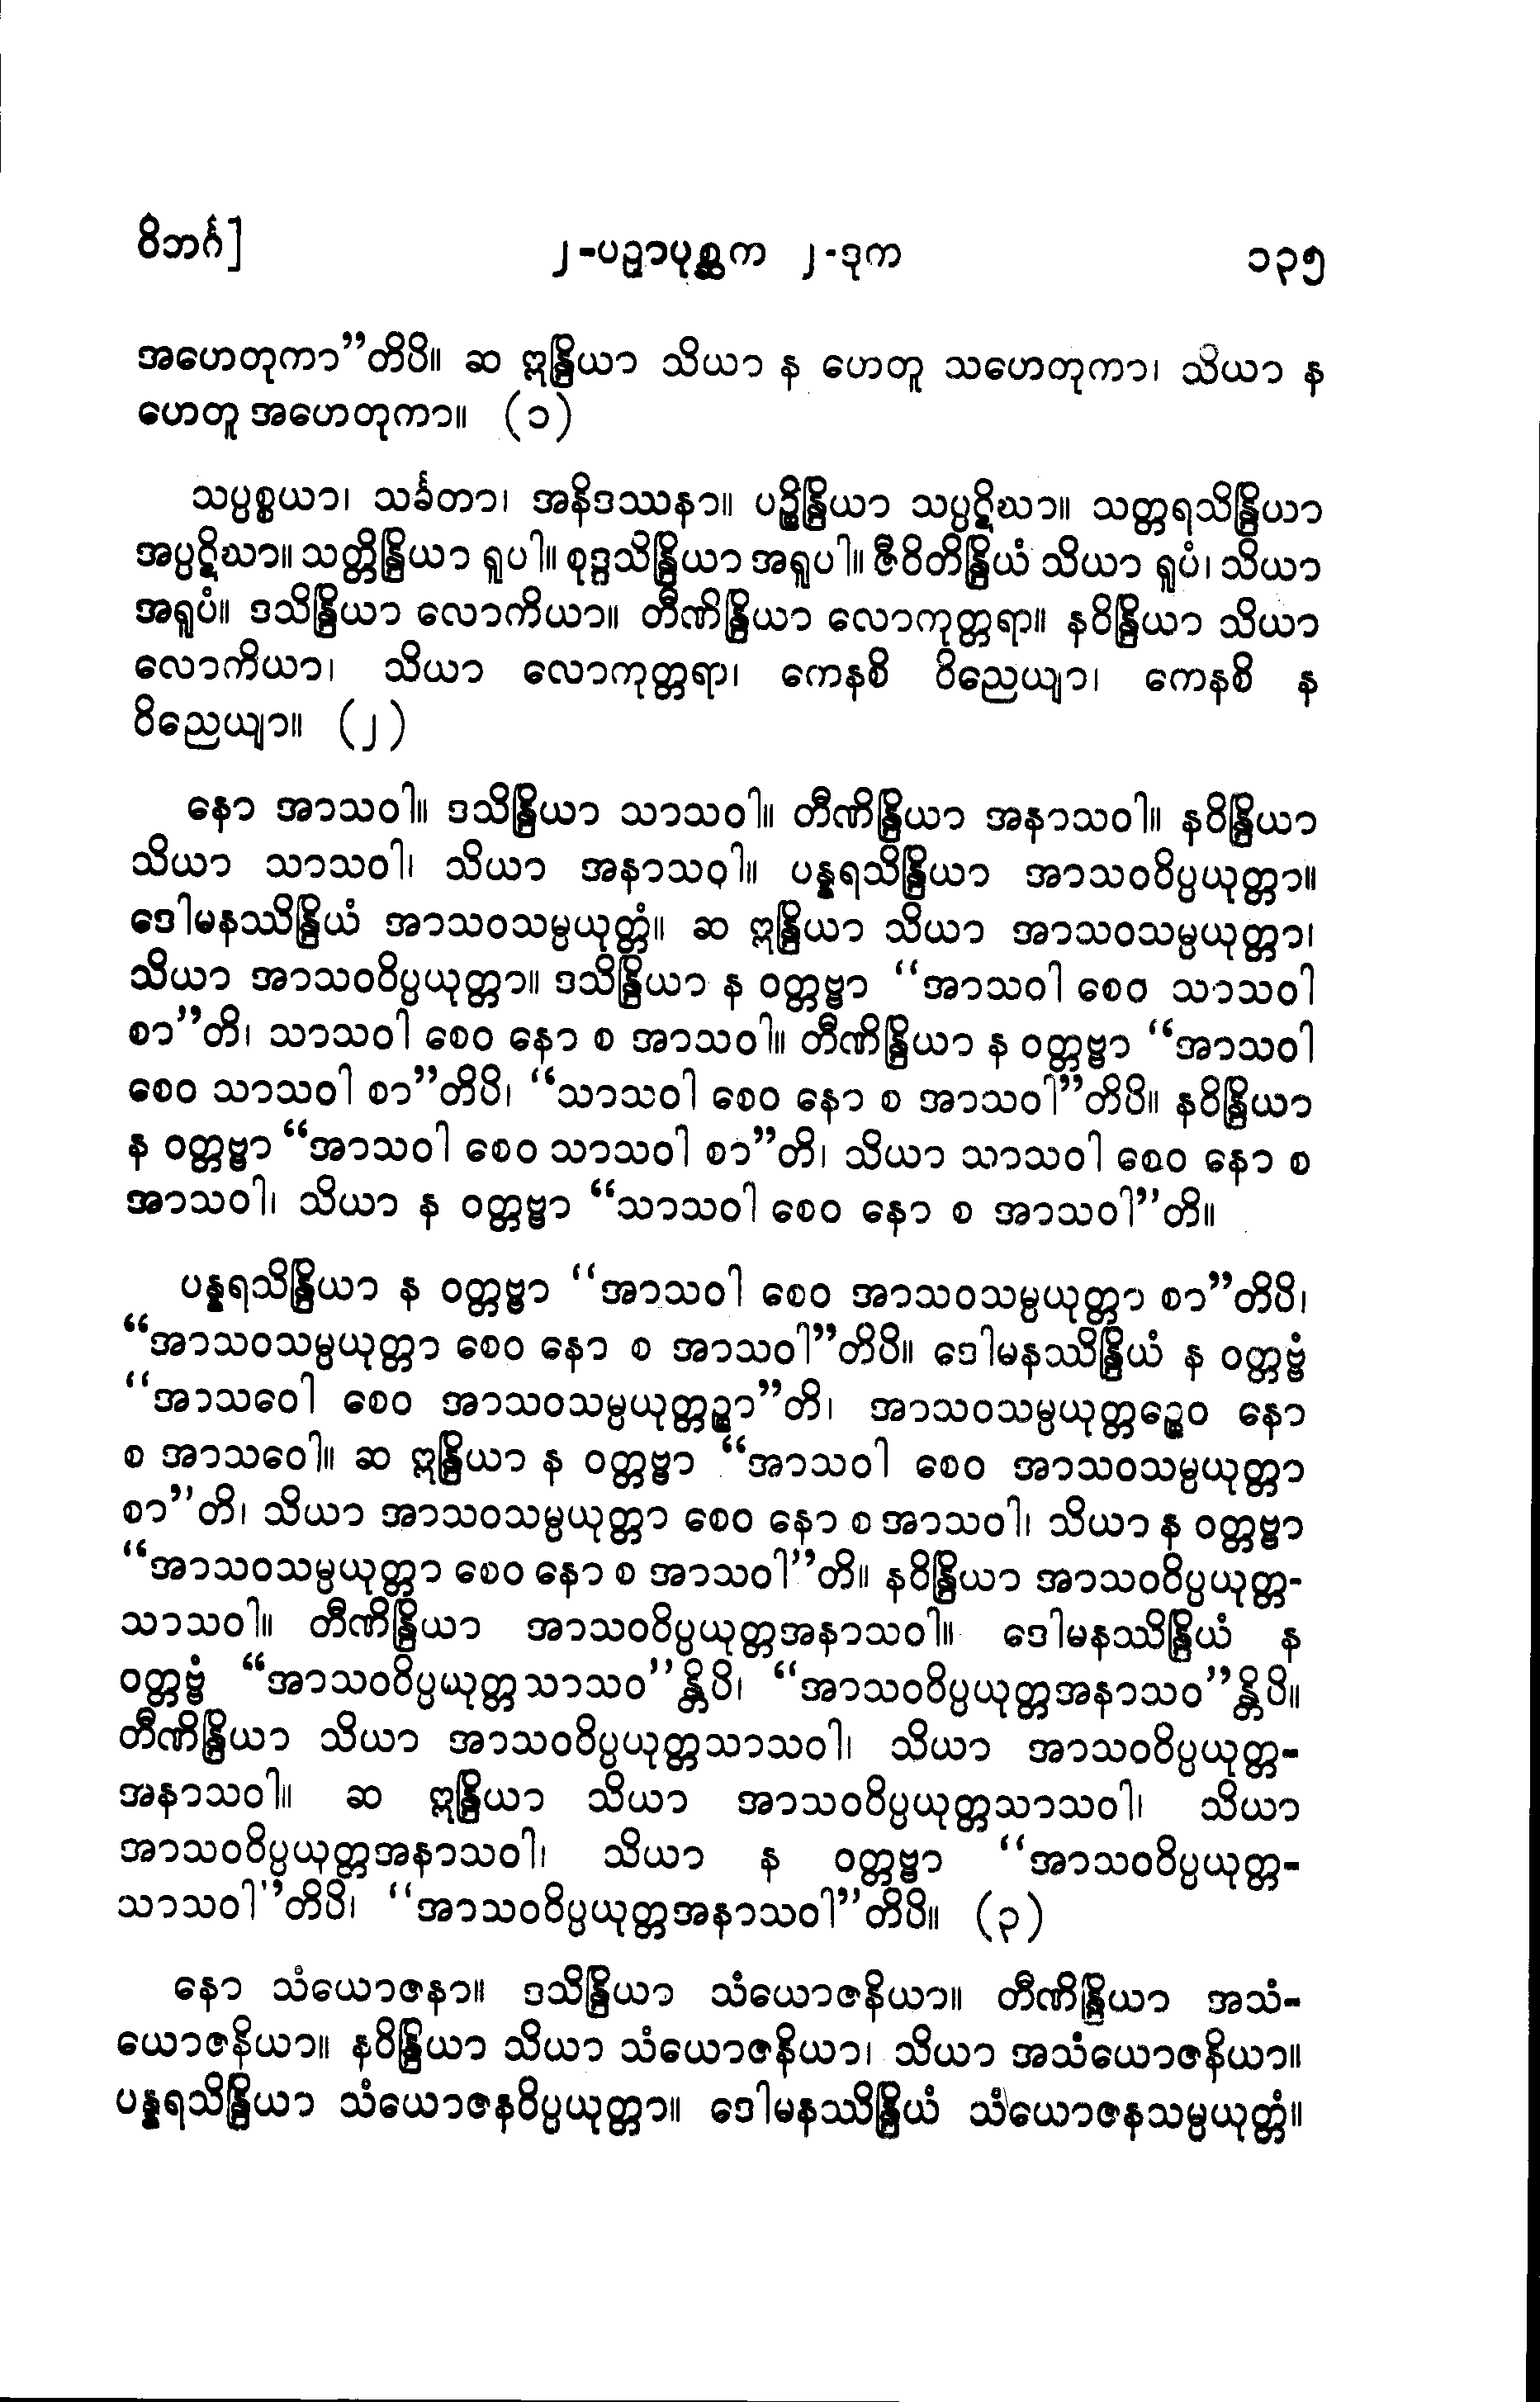 ဝိဘင်္ဂ]
၂-ပဉှာပုစ္ဆက ၂-ဒုက
၁၃၅
အဟေတုကာ”တိပိ။ ဆ ဣန္ဒြိယာ သိယာ န ဟေတူ သဟေတုကာ၊ သိယာ န
ဟေတူ အဟေတုကာ။ (၁)
သပ္ပစ္စယာ၊ သင်္ခတာ၊ အနိဒဿနာ။ ပဉ္စိန္ဒြိယာ သပ္ပဋိဃာ။ သတ္တရသိန္ဒြိယာ
အပ္ပဋိဃာ။ သတ္တိန္ဒြိယာ ရူပါ။ စုဒ္ဒသိန္ဒြိယာ အရူပါ။ ဇီဝိတိန္ဒြိယံ သိယာ ရူပံ၊ သိယာ
အရူပံ။ ဒသိန္ဒြိယာ လောကိယာ။ တီဏိန္ဒြိယာ လောကုတ္တရာ။ နဝိန္ဒြိယာ သိယာ
လောကိယာ၊ သိယာ လောကုတ္တရာ၊ ကေနစိ ဝိညေယျာ၊ ကေနစိ န
ဝိညေယျာ။ (၂)
နော အာသဝါ။ ဒသိန္ဒြိယာ သာသဝါ။ တီဏိန္ဒြိယာ အနာသဝါ။ နဝိန္ဒြိယာ
သိယာ သာသဝါ၊ သိယာ အနာသဝါ။ ပန္နရသိန္ဒြိယာ အာသဝဝိပ္ပယုတ္တာ။
ဒေါမနဿိန္ဒြိယံ အာသဝသမ္ပယုတ္တံ။ ဆ ဣန္ဒြိယာ သိယာ အာသဝသမ္ပယုတ္တာ၊
သိယာ အာသဝဝိပ္ပယုတ္တာ။ ဒသိန္ဒြိယာ န ဝတ္တဗ္ဗာ “အာသဝါ စေဝ သာသဝါ
စာ”တိ၊ သာသဝါ စေဝ နော စ အာသဝါ။ တီဏိန္ဒြိယာ န ဝတ္တဗ္ဗာ “အာသဝါ
စေဝ သာသဝါ စာ”တိပိ၊ “သာသဝါ စေဝ နော စ အာသဝါ”တိပိ။ နဝိန္ဒြိယာ
န ဝတ္တဗ္ဗာ “အာသဝါ စေဝ သာသဝါ စာ”တိ၊ သိယာ သာသဝါ စေဝ နော စ
အာသဝါ၊ သိယာ န ဝတ္တဗ္ဗာ “သာသဝါ စေဝ နော စ အာသဝါ”တိ။
ပန္နရသိန္ဒြိယာ န ဝတ္တဗ္ဗာ “အာသဝါ စေဝ အာသဝသမ္ပယုတ္တာ စာ”တိပိ၊
“အာသဝသမ္ပယုတ္တာ စေဝ နော စ အာသဝါ”တိပိ။ ဒေါမနဿိန္ဒြိယံ န ဝတ္တဗ္ဗံ
“အာသဝေါ စေဝ အာသဝသမ္ပယုတ္တဉ္စာ”တိ၊ အာသဝသမ္ပယုတ္တဉ္စေဝ နော
စ အာသဝေါ။ ဆ ဣန္ဒြိယာ န ဝတ္တဗ္ဗာ “အာသဝါ စေဝ အာသဝသမ္ပယုတ္တာ
စာ”တိ၊ သိယာ အာသဝသမ္ပယုတ္တာ စေဝ နော စ အာသဝါ၊ သိယာ န ဝတ္တဗ္ဗာ
“အာသဝသမ္ပယုတ္တာ စေဝ နော စ အာသဝါ”တိ။ နဝိန္ဒြိယာ အာသဝဝိပ္ပယုတ္တ-
သာသဝါ။ တီဏိန္ဒြိယာ အာသဝဝိပ္ပယုတ္တအနာသဝါ။ ဒေါမနဿိန္ဒြိယံ န
ဝတ္တဗ္ဗံ “အာသဝဝိပ္ပယုတ္တသာသဝ”န္တိပိ၊ “အာသဝဝိပ္ပယုတ္တအနာသဝ”န္တိပိ။
တီဏိန္ဒြိယာ သိယာ အာသဝဝိပ္ပယုတ္တသာသဝါ၊ သိယာ အာသဝဝိပ္ပယုတ္တ-
အနာသဝါ။ ဆ ဣန္ဒြိယာ သိယာ အာသဝဝိပ္ပယုတ္တသာသဝါ၊ သိယာ
အာသဝဝိပ္ပယုတ္တအနာသဝါ၊ သိယာ န ဝတ္တဗ္ဗာ “အာသဝဝိပ္ပယုတ္တ-
သာသဝါ”တိပိ၊ “အာသဝဝိပ္ပယုတ္တအနာသဝါ”တိပိ။ (၃)
နော သံယောဇနာ။ ဒသိန္ဒြိယာ သံယောဇနိယာ။ တီဏိန္ဒြိယာ အသံ-
ယောဇနိယာ။ နဝိန္ဒြိယာ သိယာ သံယောဇနိယာ၊ သိယာ အသံယောဇနိယာ။
ပန္နရသိန္ဒြိယာ သံယောဇနဝိပ္ပယုတ္တာ။ ဒေါမနဿိန္ဒြိယံ သံယောဇနသမ္ပယုတ္တံ။